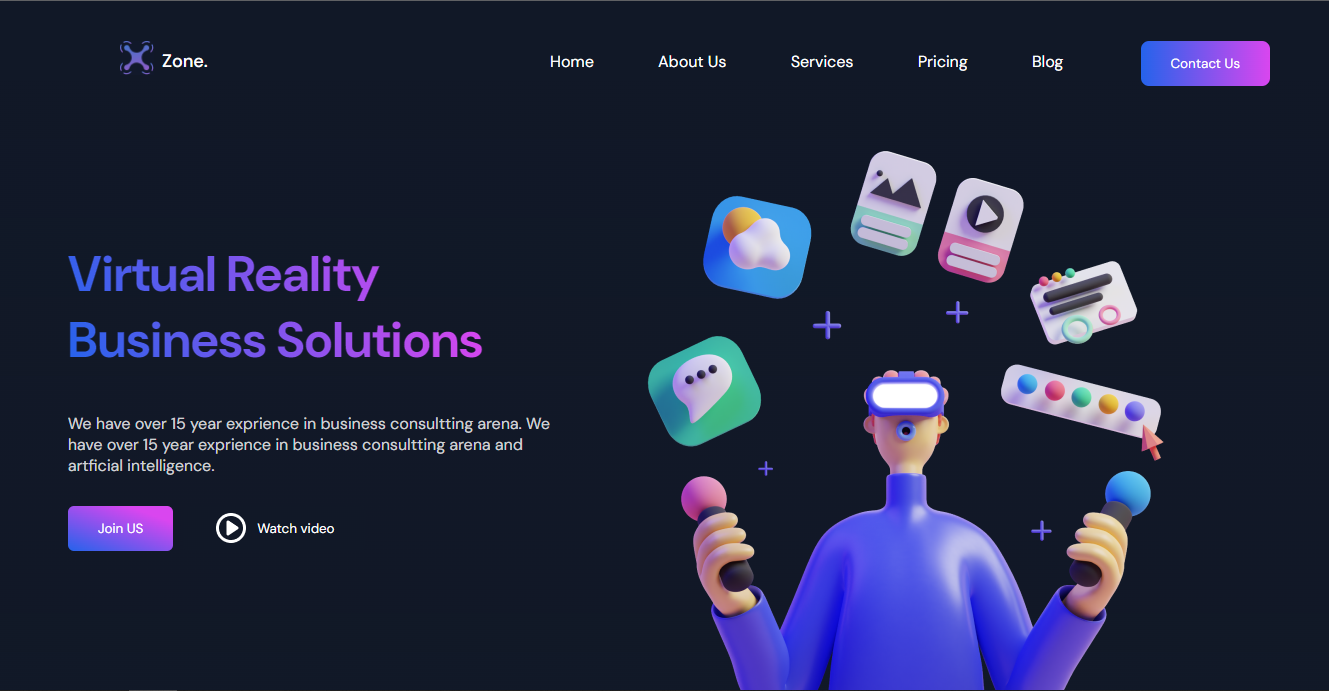 Zone.
Home
About Us
Services
Pricing
Blog
Contact Us
Virtual Reality
Business Solutions
We have over 15 year exprience in business consultting arena. We
have over 15 year exprience in business consultting arena and
artficial intelligence.
Join US
Watch video